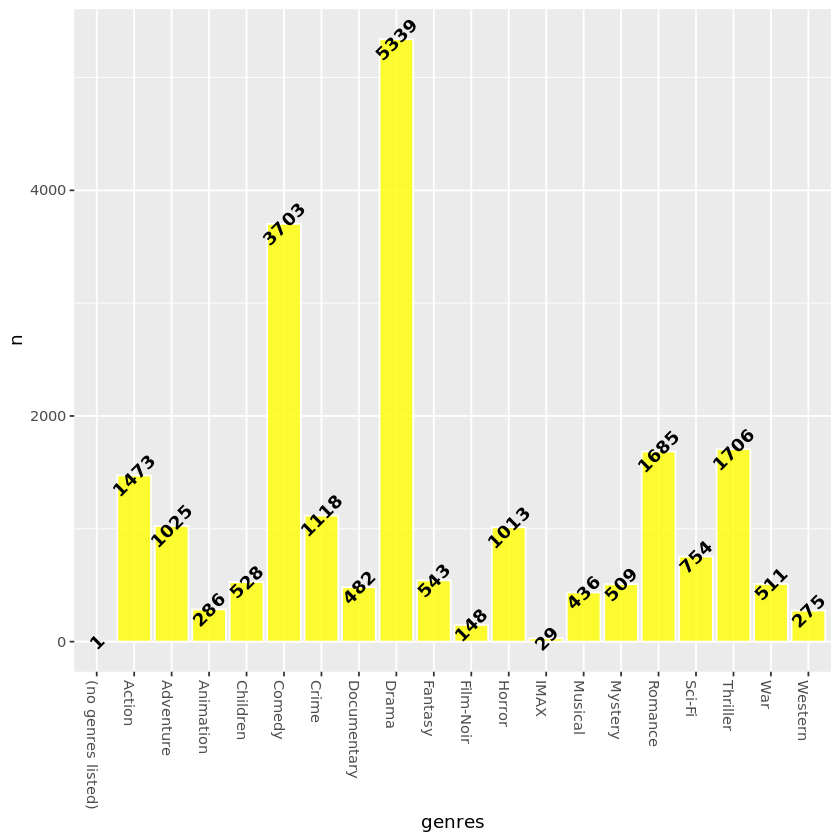 5339
4000
3703
2000
1473
1025
286
528
1118
482
543
148
1013
29
436
509
1685
754
1706
511
275
1
0
n
(no genres listed)
Action
Adventure
Animation
Children
Comedy
Crime
Documentary
Drama
Fantasy
Film-Noir
Horror
IMAX
Musical
Mystery
Romance
Sci-Fi
Thriller
War
Western
genres